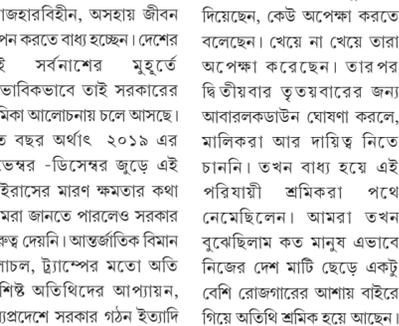 জহারবিহীন, অসহায় জীবন
পন করতে বাধ্য হচ্ছেন। দেশের
সর্বনাশের মুহূর্তে
ভাবিকভাবে তাই সরকারের
মিকা আলোচনায় চলে আসছে।
বছর অর্থাৎ ২০১৯ এর
ভেম্বর -ডিসেম্বর জুড়ে এই
ইরাসের মারণ ক্ষমতার কথা
মরা জানতে পারলেও সরকার
রুত্ব দেয়নি। আন্তর্জাতিক বিমান
াচল, ট্র্যাম্পের মতো অতি
শিষ্ট অতিথিদের আপ্যায়ন,
্যপ্রদেশে সরকার গঠন ইত্যাদি
দিয়েছেন, কেউ অপেক্ষা করতে
বলেছেন। খেয়ে না খেয়ে তারা
অপেক্ষা করেছেন। তার পর
দ্বিতীয়বার তৃতয়বারের জন্য
আবারলকডাউন ঘোষণা করলে,
মালিকরা আর দায়িত্ব নিতে
চাননি। তখন বাধ্য হয়ে এই
পরিযায়ী শ্রমিকরা পথে
নেমেছিলেন। আমরা তখন
বুঝেছিলাম কত মানুষ এভাবে
নিজের দেশ মাটি ছেড়ে একটু
বেশি রোজগারের আশায় বাইরে
গিয়ে অতিথি শ্রমিক হয়ে আছেন।